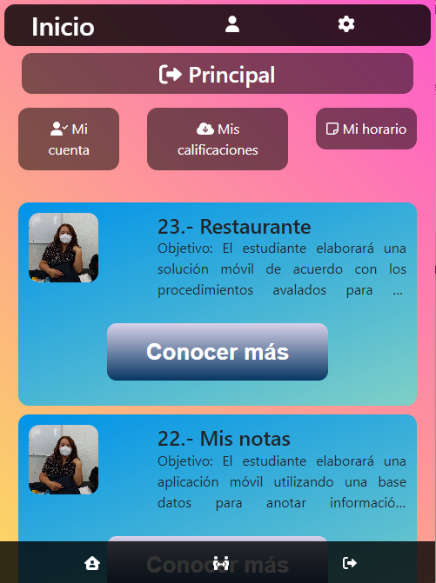 Inicio
Principal
Mi
cuenta
Mis
calificaciones
Mi horario
23.- Restaurante
Objetivo: El estudiante elaborará una
solución móvil de acuerdo con los
procedimientos avalados para ...
Conocer más
22.- Mis notas
Objetivo: El estudiante elaborará una
aplicación móvil utilizando una base
datos para anotar informació...
Conocer más